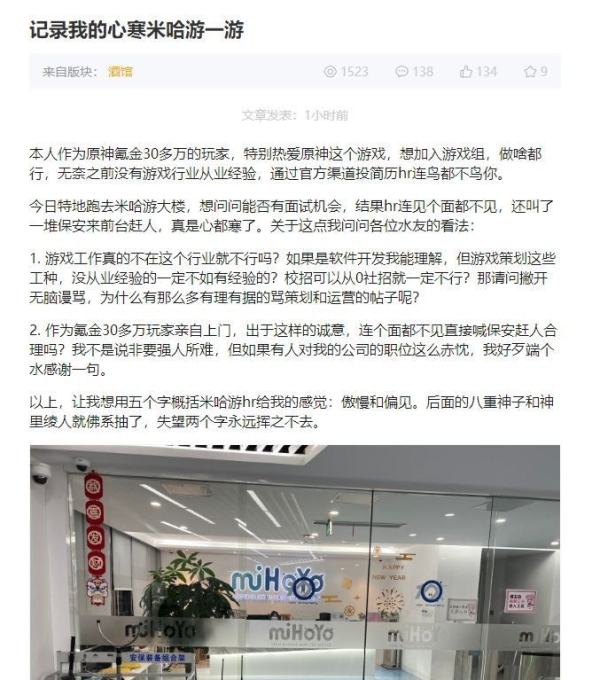 记录我的心寒米哈游一游
来自版块： 酒馆 1523 138 134 9
文章发表：1小时前
本人作为原神氪金30多万的玩家，特别热爱原神这个游戏，想加入游戏组，做啥都
行，无奈之前没有游戏行业从业经验，通过官方渠道投简历hr连鸟都不鸟你。
今日特地跑去米哈游大楼，想问问能否有面试机会，结果hr连见个面都不见，还叫了
一堆保安来前台赶人，真是心都寒了。关于这点我问问各位水友的看法：
1. 游戏工作真的不在这个行业就不行吗？如果是软件开发我能理解，但游戏策划这些
工种，没从业经验的一定不如有经验的？校招可以从0社招就一定不行？那请问撇开
无脑谩骂，为什么有那么多有理有据的骂策划和运营的帖子呢？
2. 作为氪金30多万玩家亲自上门，出于这样的诚意，连个面都不见直接喊保安赶人合
理吗？我不是说非要强人所难，但如果有人对我的公司的职位这么赤忱，我好歹端个
水感谢一句。
以上，让我想用五个字概括米哈游hr给我的感觉：傲慢和偏见。后面的八重神子和神
里绫人就佛系抽了，失望两个字永远挥之不去。
恭喜发财
miHoYo
HAPPY
NEW YEAR
miHoYo
miHoYo
miHoYo
miHoYo
安保装备组合架